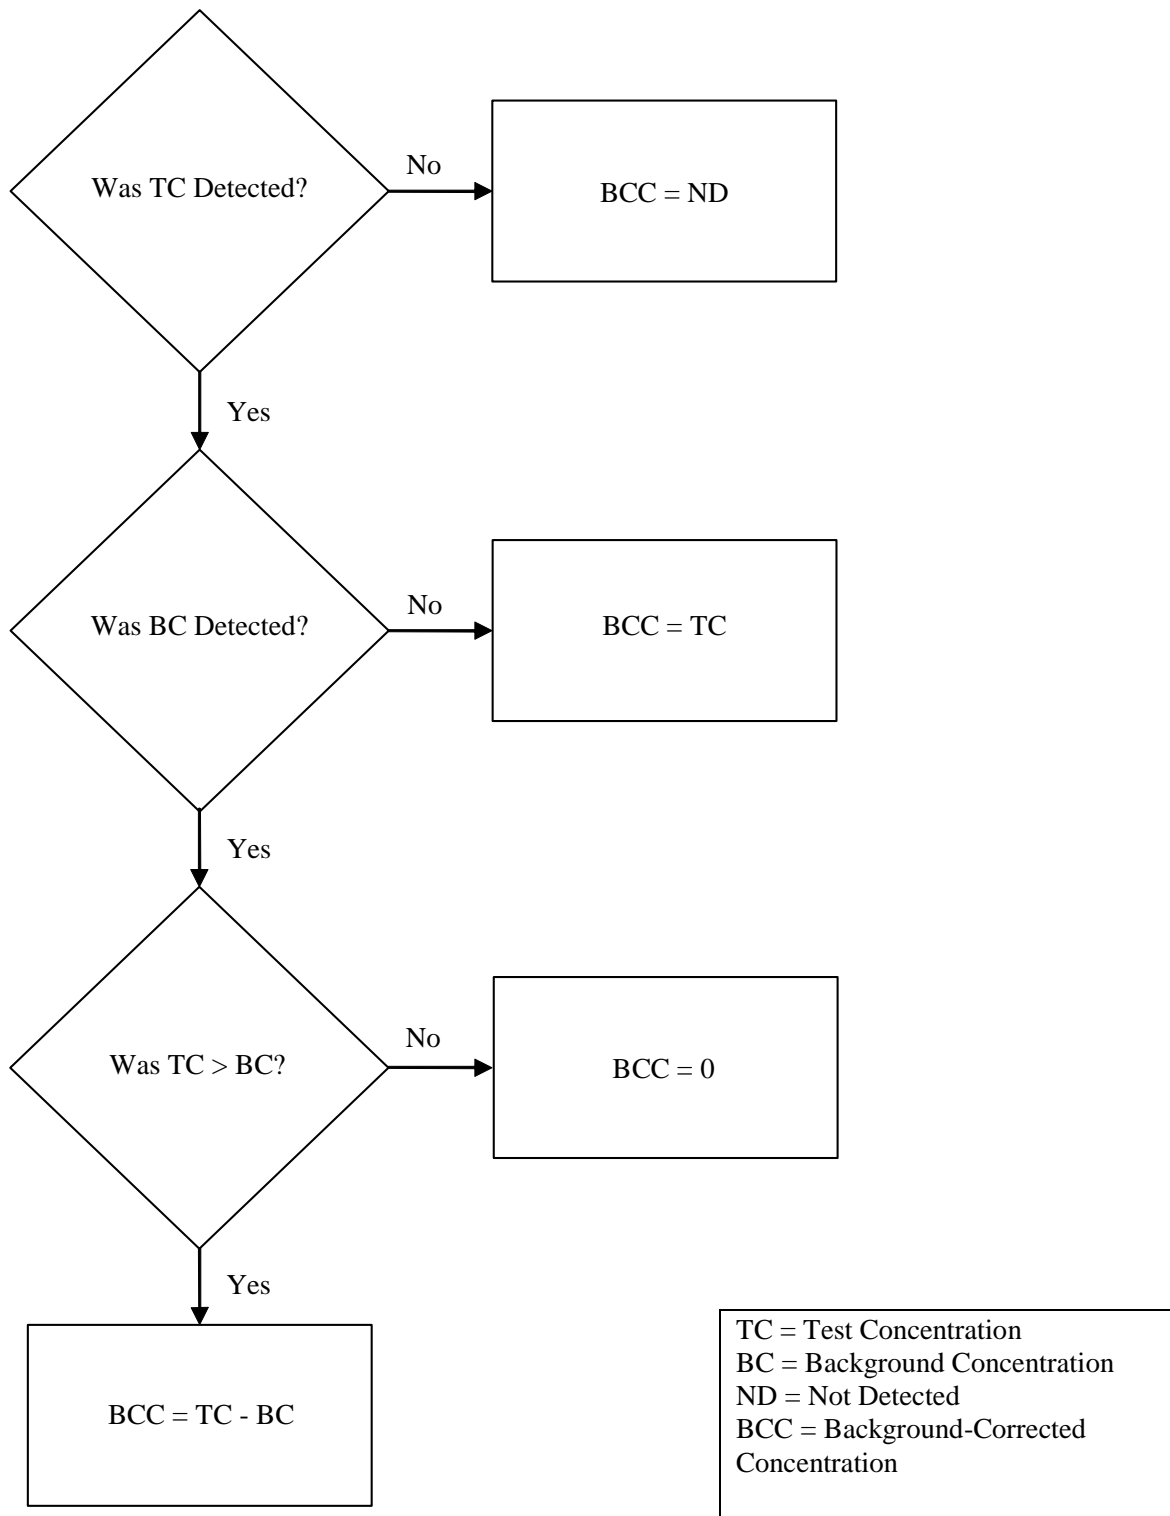 Was TC Detected?
No
BCC = ND
Yes
Was BC Detected?
No
BCC = TC
Yes
Was TC > BC?
No
BCC = 0
Yes
BCC = TC - BC
TC = Test Concentration
BC = Background Concentration
ND = Not Detected
BCC = Background-Corrected
Concentration